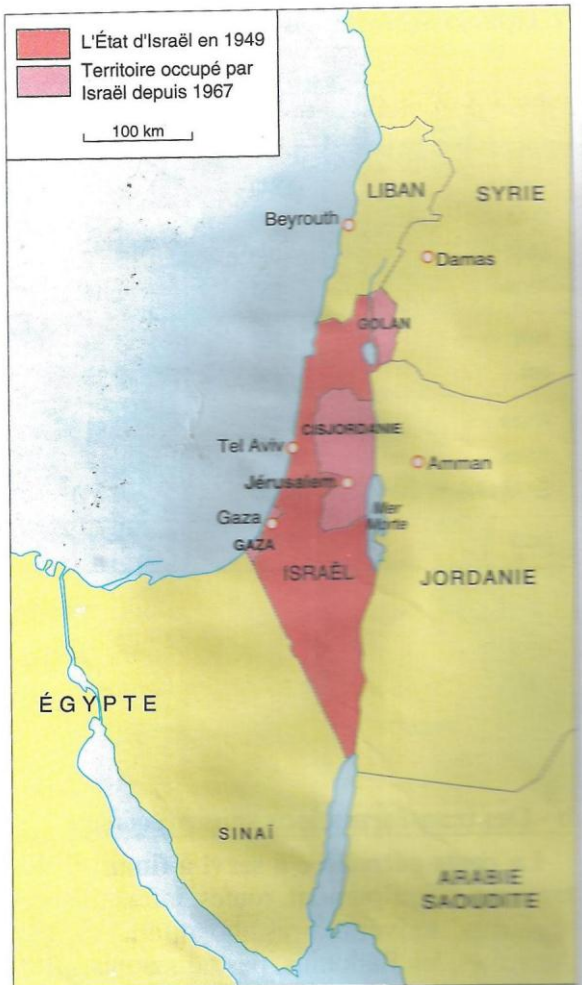 L'État d'Israël en 1949
Territoire occupé par
Israël depuis 1967
100 km
LIBAN
SYRIE
Beyrouth
Damas
GOLAN
CISJORDANIE
Tel Aviv
Amman
Jérusalem
Mer
Morte
Gaza
GAZA
ISRAËL
JORDANIE
ÉGYPTE
SINAÏ
ARABIE
SAOUDITE